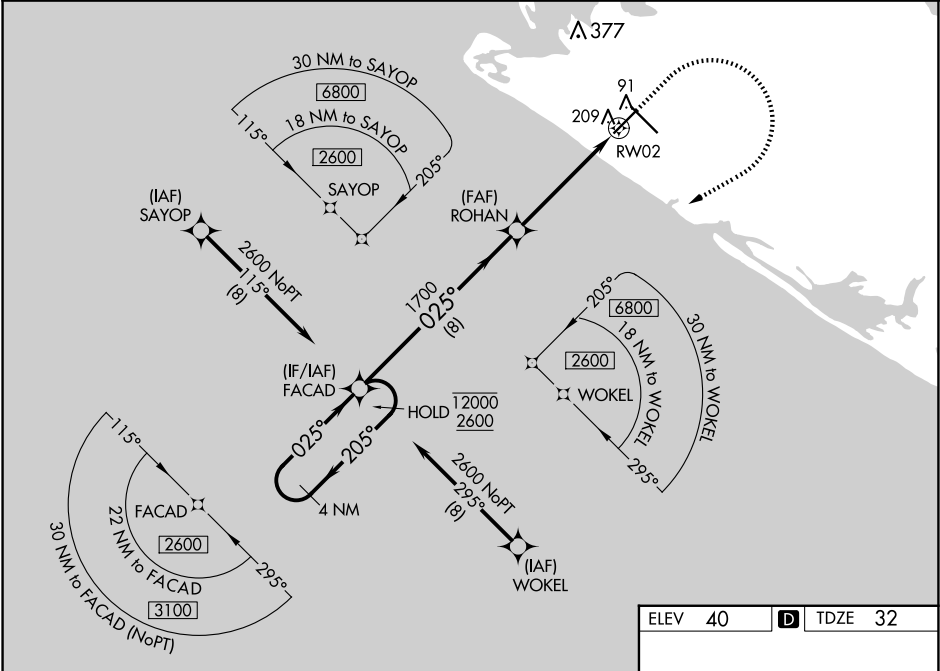 377
30 NM to SAYOP
6800
115°
18 NM to SAYOP
2600
205°
SAYOP
91
209
RW02
(IAF)
SAYOP
2600 NoPT
115°
(8)
(FAF)
ROHAN
1700
025°
(8)
(IF/IAF)
FACAD
HOLD
12000
2600
025°
205°
4 NM
205°
6800
30 NM to WOKEL
18 NM to WOKEL
2600
WOKEL
295°
2600 NoPT
295°
(8)
(IAF)
WOKEL
115°
FACAD
2600
22 NM to FACAD
295°
3100
30 NM to FACAD (NoPT)
ELEV 40 D TDZE 32